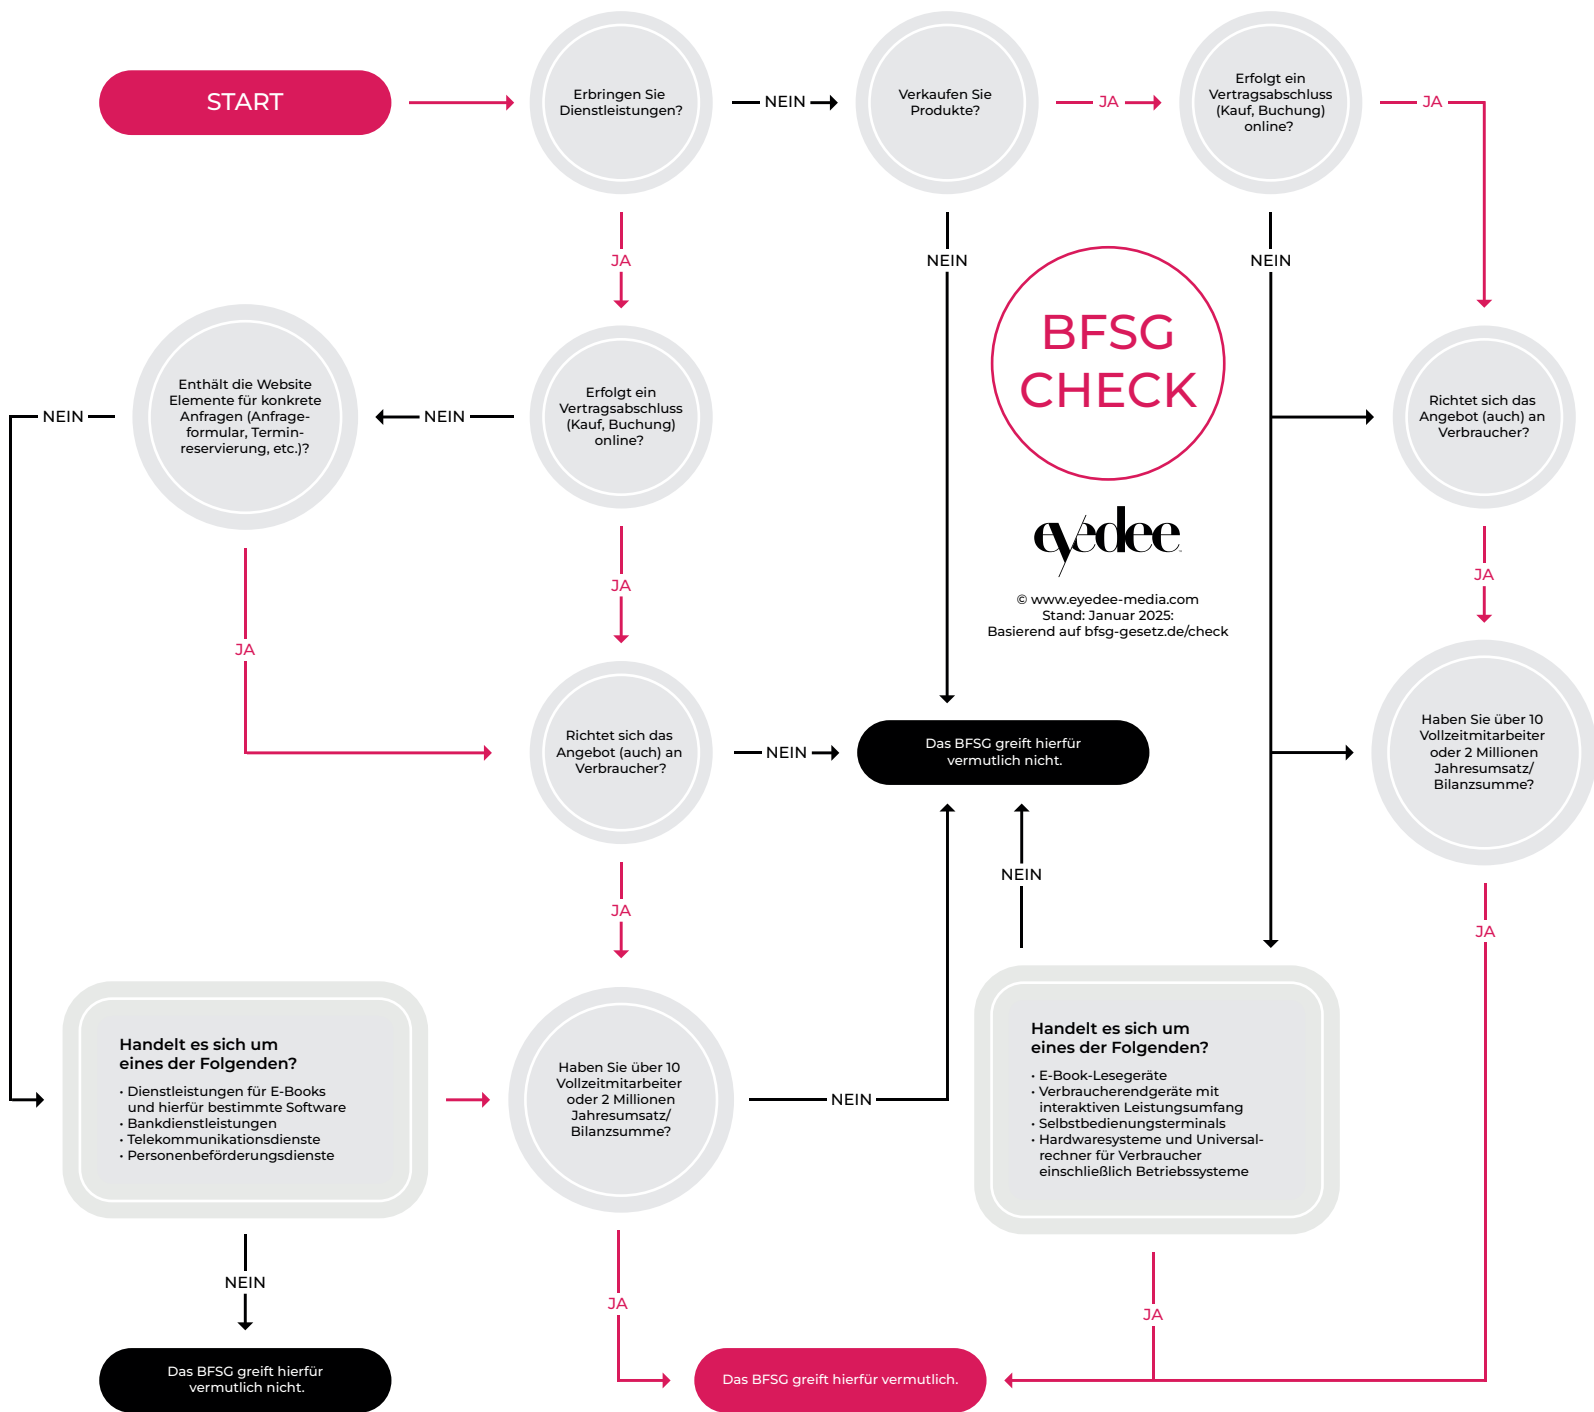 START
Erbringen Sie
Dienstleistungen?
NEIN
Verkaufen Sie
Produkte?
JA
Erfolgt ein
Vertragsabschluss
(Kauf, Buchung)
online?
JA
JA
NEIN
NEIN
BFSG
CHECK
eyedee
© www.eyedee-media.com
Stand: Januar 2025:
Basierend auf bfsg-gesetz.de/check
NEIN
Enthält die Website
Elemente für konkrete
Anfragen (Anfrage-
formular, Termin-
reservierung, etc.)?
NEIN
Erfolgt ein
Vertragsabschluss
(Kauf, Buchung)
online?
Richtet sich das
Angebot (auch) an
Verbraucher?
JA
JA
JA
Richtet sich das
Angebot (auch) an
Verbraucher?
NEIN
Das BFSG greift hierfür
vermutlich nicht.
Haben Sie über 10
Vollzeitmitarbeiter
oder 2 Millionen
Jahresumsatz/
Bilanzsumme?
JA
NEIN
JA
Handelt es sich um
eines der Folgenden?
• Dienstleistungen für E-Books
und hierfür bestimmte Software
• Bankdienstleistungen
• Telekommunikationsdienste
• Personenbeförderungsdienste
Haben Sie über 10
Vollzeitmitarbeiter
oder 2 Millionen
Jahresumsatz/
Bilanzsumme?
NEIN
Handelt es sich um
eines der Folgenden?
• E-Book-Lesegeräte
• Verbraucherendgeräte mit
interaktiven Leistungsumfang
• Selbstbedienungsterminals
• Hardwaresysteme und Universal-
rechner für Verbraucher
einschließlich Betriebssysteme
NEIN
JA
JA
Das BFSG greift hierfür
vermutlich nicht.
Das BFSG greift hierfür vermutlich.